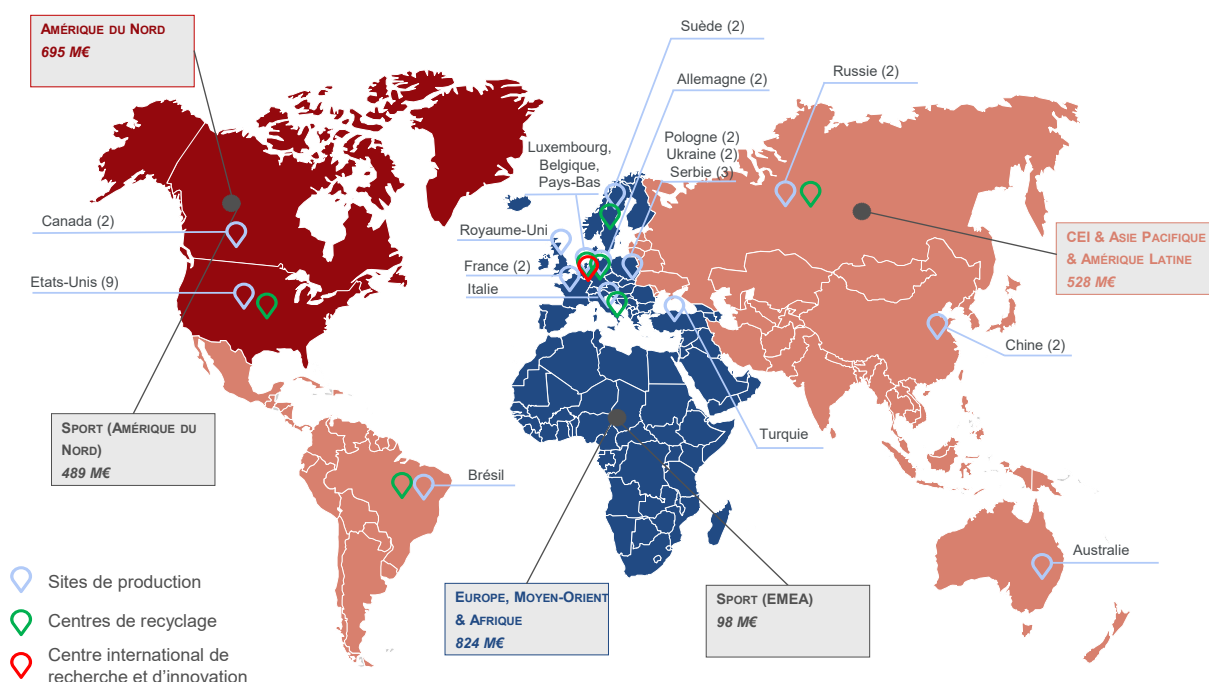 AMÉRIQUE DU NORD
695 M€
Suède (2)
Allemagne (2)
Russie (2)
Luxembourg,
Belgique,
Pays-Bas
Pologne (2)
Ukraine (2)
Serbie (3)
Canada (2)
Royaume-Uni
CEI & ASIE PACIFIQUE
& AMÉRIQUE LATINE
528 M€
Etats-Unis (9)
France (2)
Italie
Chine (2)
SPORT (AMÉRIQUE DU
NORD)
489 M€
Turquie
Brésil
Australie
Sites de production
Centres de recyclage
Centre international de
recherche et d'innovation
EUROPE, MOYEN-ORIENT
& AFRIQUE
824 M€
SPORT (EMEA)
98 M€